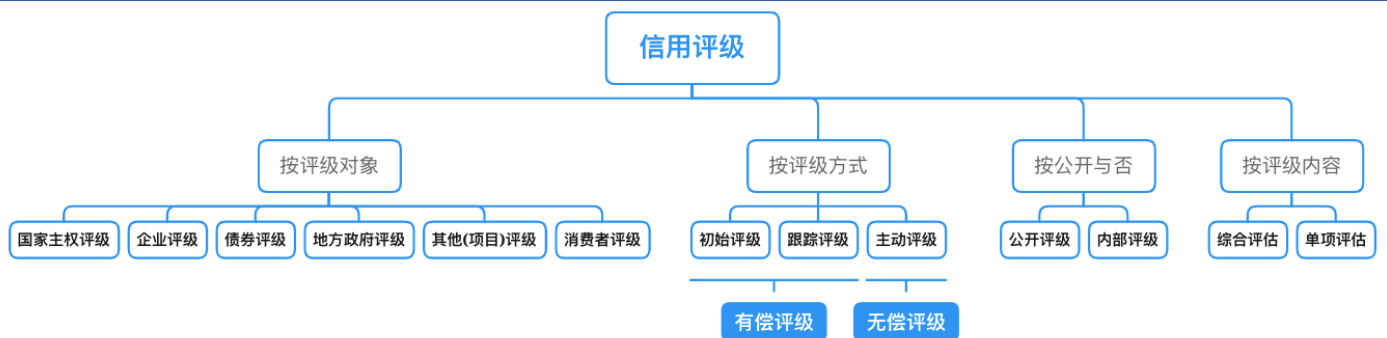 信用评级
按评级对象
按评级方式
按公开与否
按评级内容
国家主权评级
企业评级
债券评级
地方政府评级
其他(项目)评级
消费者评级
初始评级
跟踪评级
主动评级
公开评级
内部评级
综合评估
单项评估
有偿评级
无偿评级